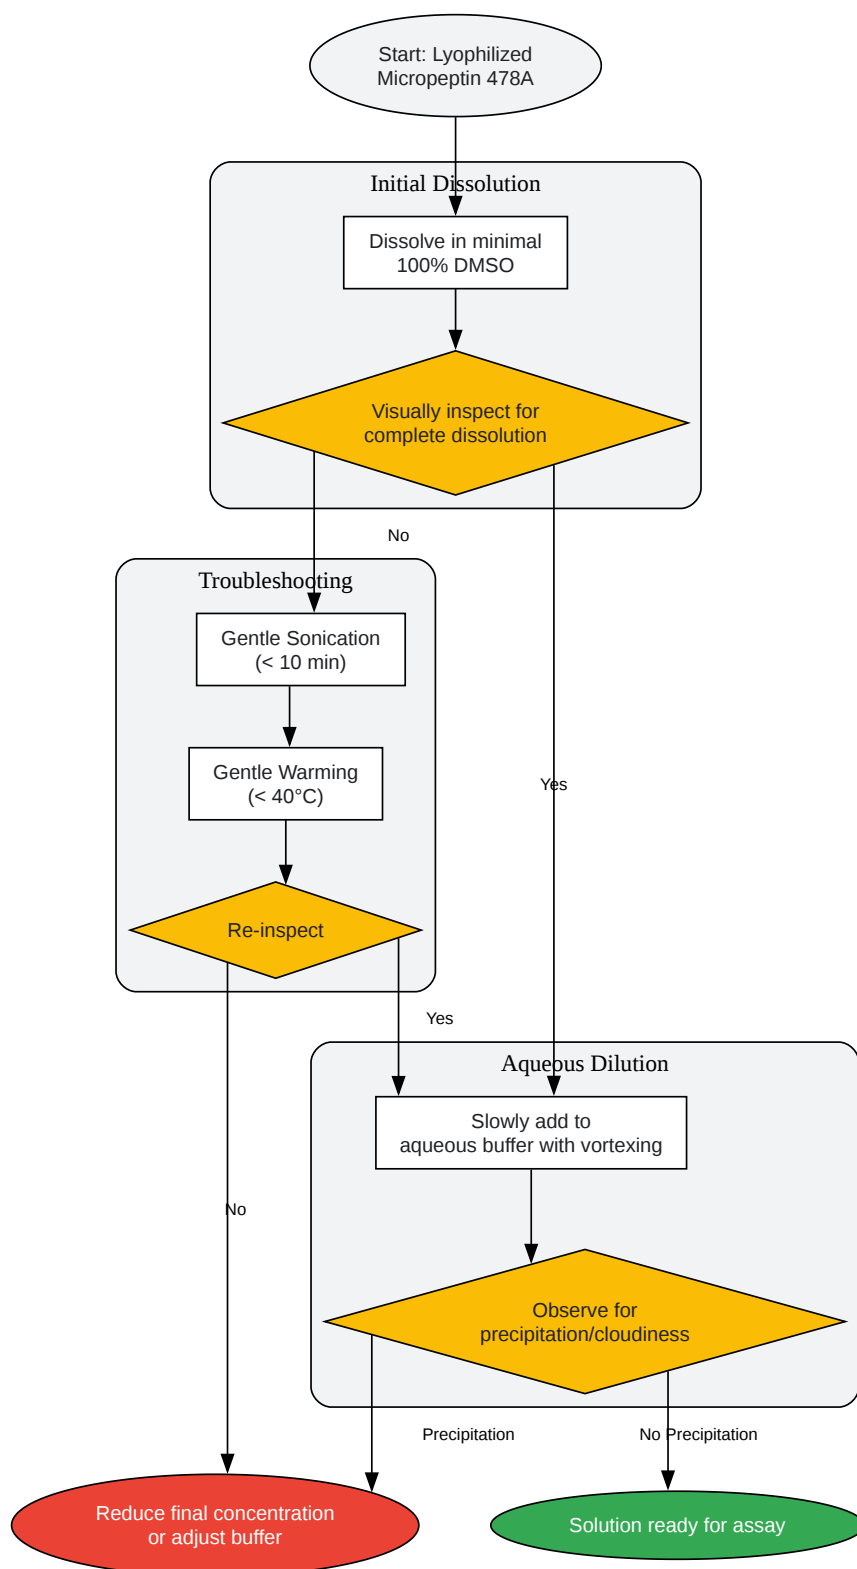 Start: Lyophilized
Micropeptin 478A
Initial Dissolution
Dissolve in minimal
100% DMSO
Visually inspect for
complete dissolution
No
Troubleshooting
Gentle Sonication
(< 10 min)
Gentle Warming
(< 40°C)
Yes
Re-inspect
Yes
Aqueous Dilution
Slowly add to
aqueous buffer with vortexing
No
Observe for
precipitation/cloudiness
Precipitation
No Precipitation
Reduce final concentration
or adjust buffer
Solution ready for assay